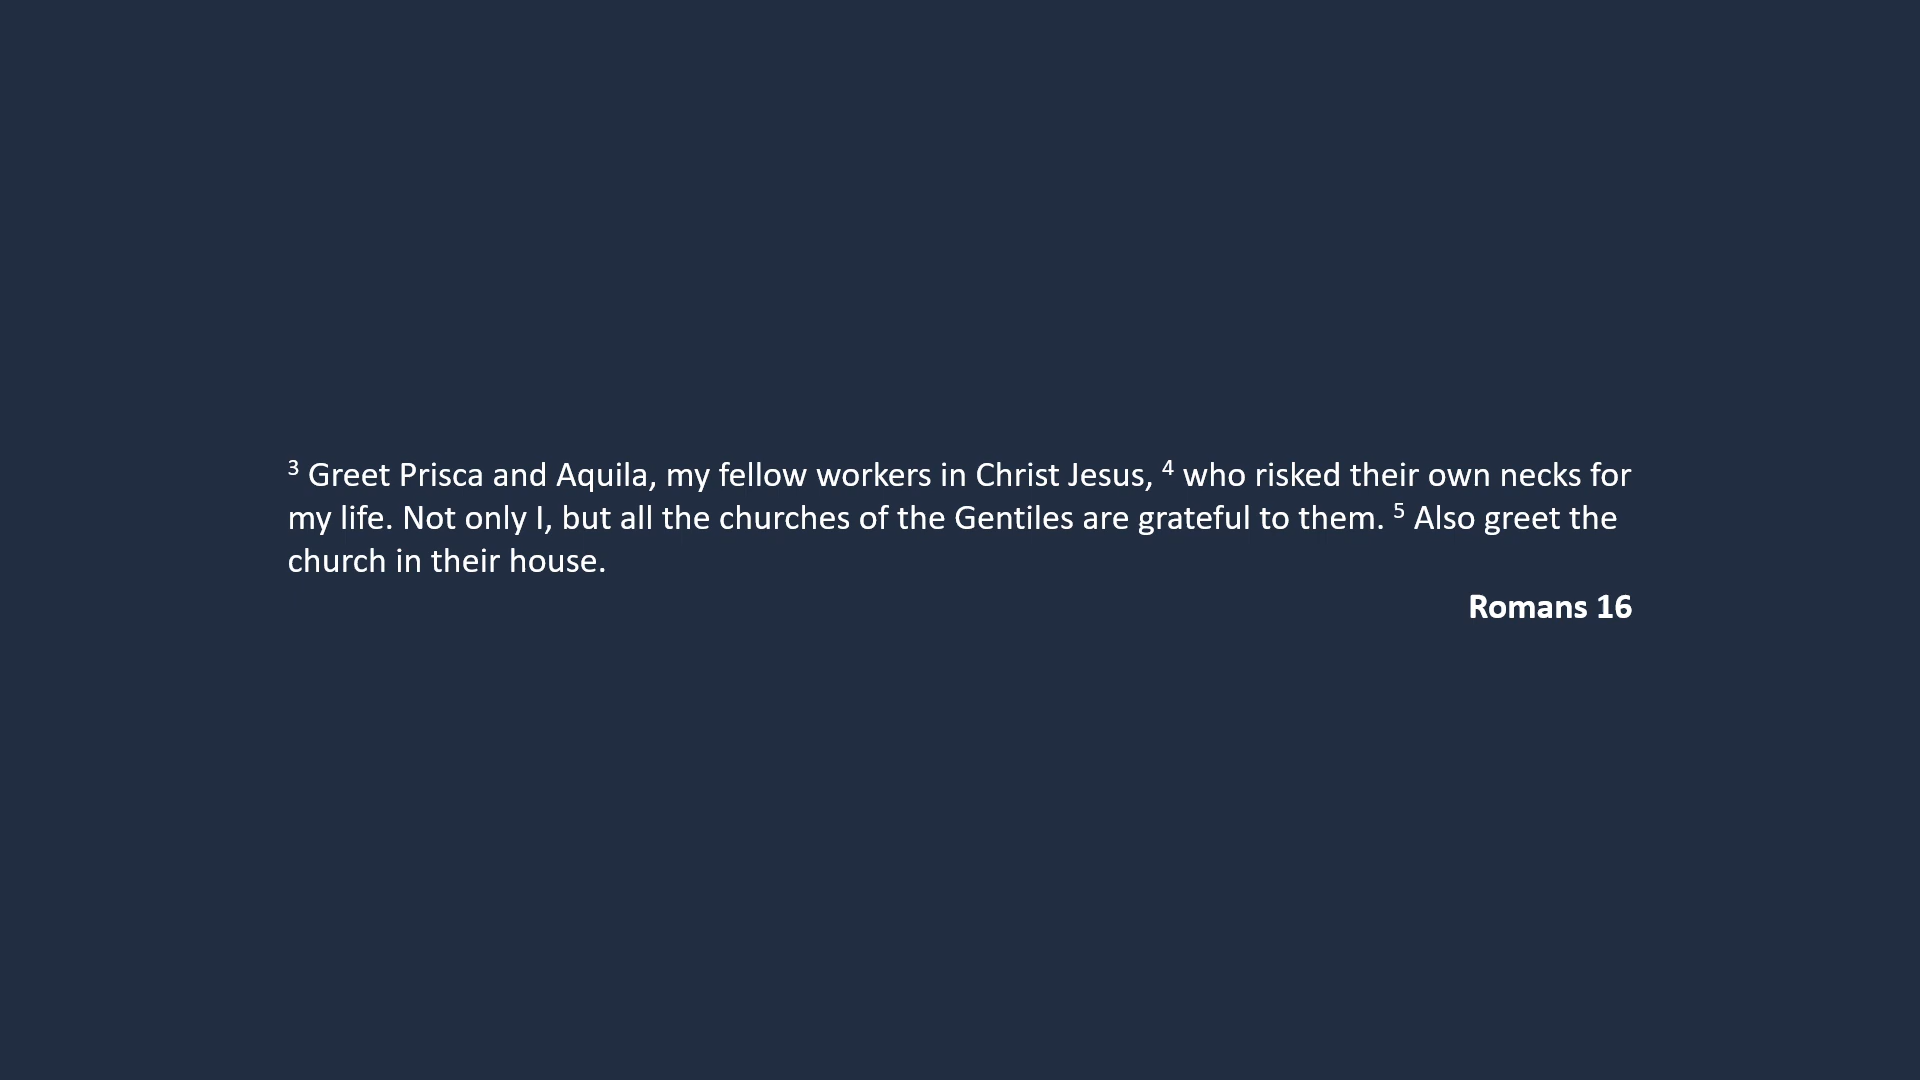 ³ Greet Prisca and Aquila, my fellow workers in Christ Jesus, ⁴ who risked their own necks for
my life. Not only I, but all the churches of the Gentiles are grateful to them. ⁵ Also greet the
church in their house.
Romans 16